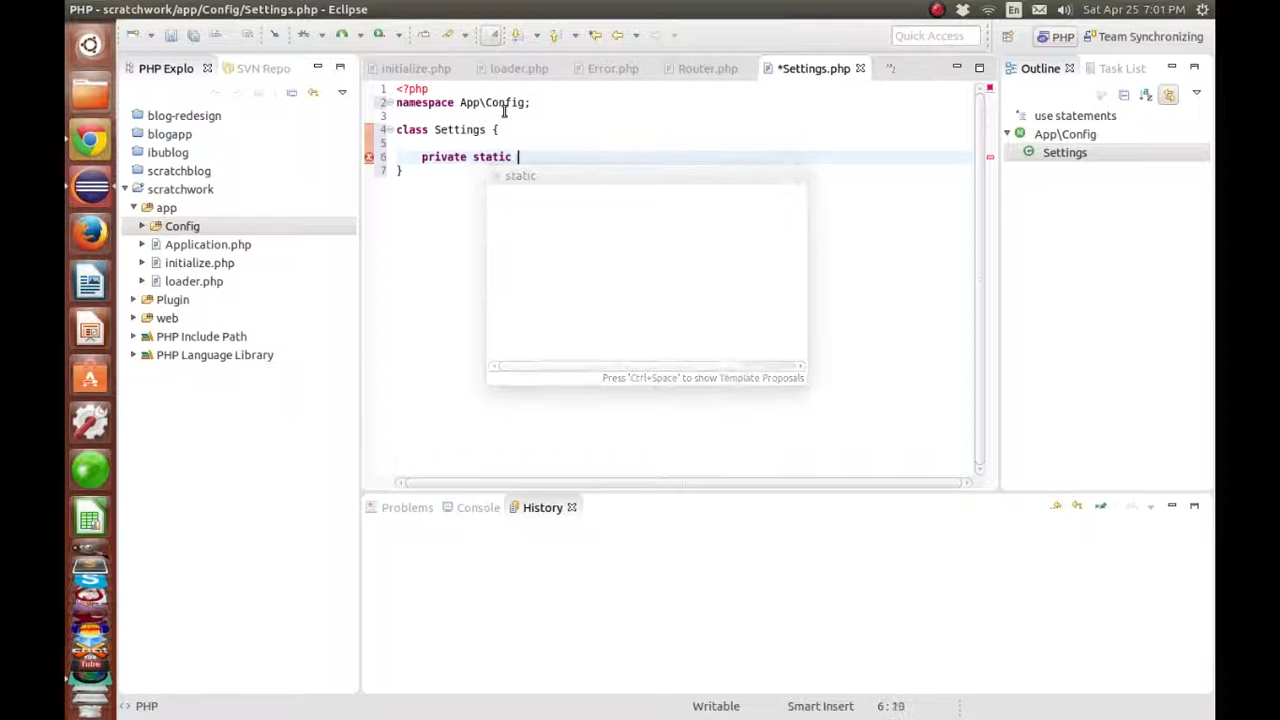 PHP - scratchwork/app/Config/Settings.php - Eclipse
En
Sat Apr 25 7:01 PM
Quick Access
PHP
Team Synchronizing
PHP Explo
SVN Repo
initialize.php
loader.php
Error.php
Router.php
*Settings.php
»2
Outline
Task List
blog-redesign
blogapp
ibublog
scratchblog
scratchwork
app
Config
Application.php
initialize.php
loader.php
Plugin
web
PHP Include Path
PHP Language Library
1 <?php
2 namespace App\Config;
3
4 class Settings {
5
6 private static
7 }
static
Press 'Ctrl+Space' to show Template Proposals
use statements
App\Config
Settings
Problems
Console
History
Tube
PHP
Writable
Smart Insert